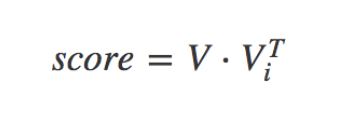 score = V · V_i^T